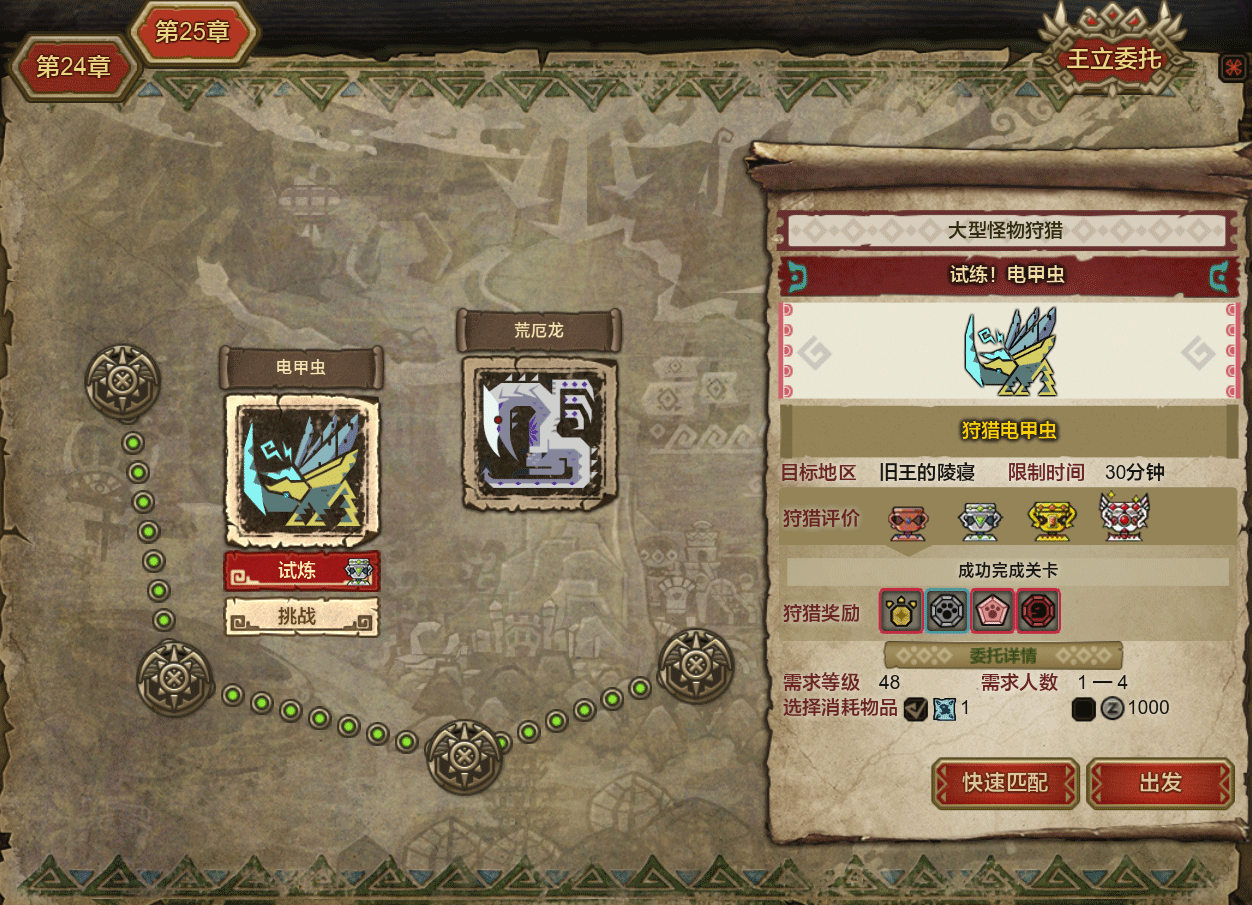 第24章
第25章
王立委托
电甲虫
试炼
挑战
荒厄龙
大型怪物狩猎
试练！电甲虫
狩猎电甲虫
目标地区 旧王的陵寝 限制时间 30分钟
狩猎评价
成功完成关卡
狩猎奖励
委托详情
需求等级 48 需求人数 1一4
选择消耗物品 1 Z 1000
快速匹配 出发